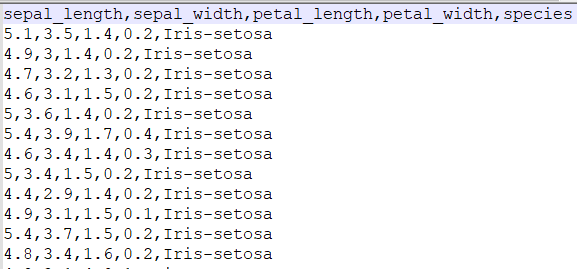 sepal_length,sepal_width,petal_length,petal_width,species
5.1,3.5,1.4,0.2,Iris-setosa
4.9,3,1.4,0.2,Iris-setosa
4.7,3.2,1.3,0.2,Iris-setosa
4.6,3.1,1.5,0.2,Iris-setosa
5,3.6,1.4,0.2,Iris-setosa
5.4,3.9,1.7,0.4,Iris-setosa
4.6,3.4,1.4,0.3,Iris-setosa
5,3.4,1.5,0.2,Iris-setosa
4.4,2.9,1.4,0.2,Iris-setosa
4.9,3.1,1.5,0.1,Iris-setosa
5.4,3.7,1.5,0.2,Iris-setosa
4.8,3.4,1.6,0.2,Iris-setosa